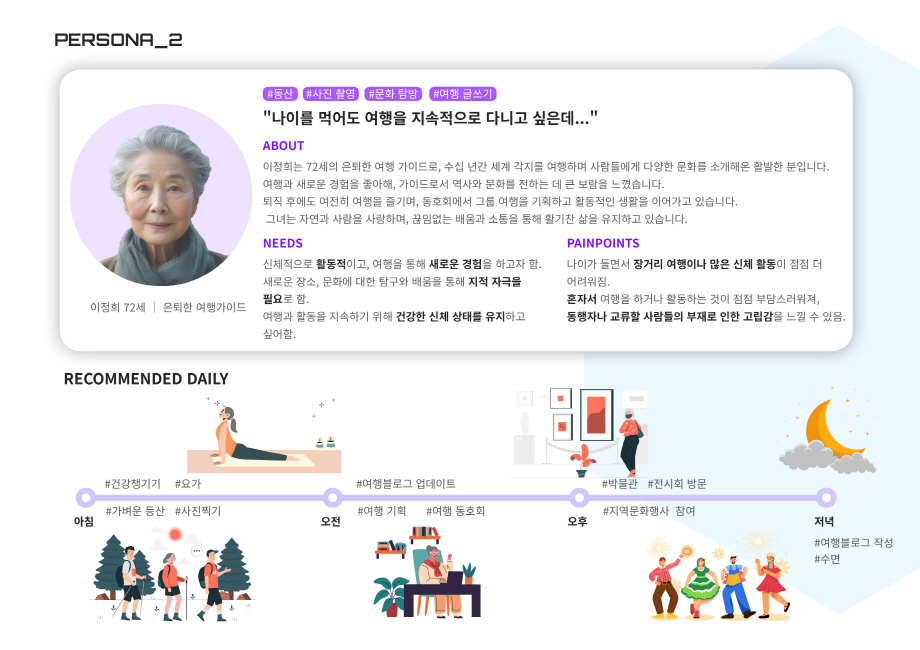 PERSONA_2
#등산 #사진 촬영 #문화 탐방 #여행 글쓰기
"나이를 먹어도 여행을 지속적으로 다니고 싶은데..."
ABOUT
이정희는 72세의 은퇴한 여행 가이드로, 수십 년간 세계 각지를 여행하며 사람들에게 다양한 문화를 소개해온 활발한 분입니다.
여행과 새로운 경험을 좋아해, 가이드로서 역사와 문화를 전하는 데 큰 보람을 느꼈습니다.
퇴직 후에도 여전히 여행을 즐기며, 동호회에서 그룹 여행을 기획하고 활동적인 생활을 이어가고 있습니다.
그녀는 자연과 사람을 사랑하며, 끊임없는 배움과 소통을 통해 활기찬 삶을 유지하고 있습니다.
이정희 72세 | 은퇴한 여행가이드
NEEDS
신체적으로 활동적이고, 여행을 통해 새로운 경험을 하고자 함.
새로운 장소, 문화에 대한 탐구와 배움을 통해 지적 자극을
필요로 함.
여행과 활동을 지속하기 위해 건강한 신체 상태를 유지하고
싶어함.
PAINPOINTS
나이가 들면서 장거리 여행이나 많은 신체 활동이 점점 더
어려워짐.
혼자서 여행을 하거나 활동하는 것이 점점 부담스러워져,
동행자나 교류할 사람들의 부재로 인한 고립감을 느낄 수 있음.
RECOMMENDED DAILY
#건강챙기기 #요가
#여행블로그 업데이트
#박물관 #전시회 방문
아침
#가벼운 등산 #사진찍기
오전
#여행 기획 #여행 동호회
오후
#지역문화행사 참여
저녁
#여행블로그 작성
#수면